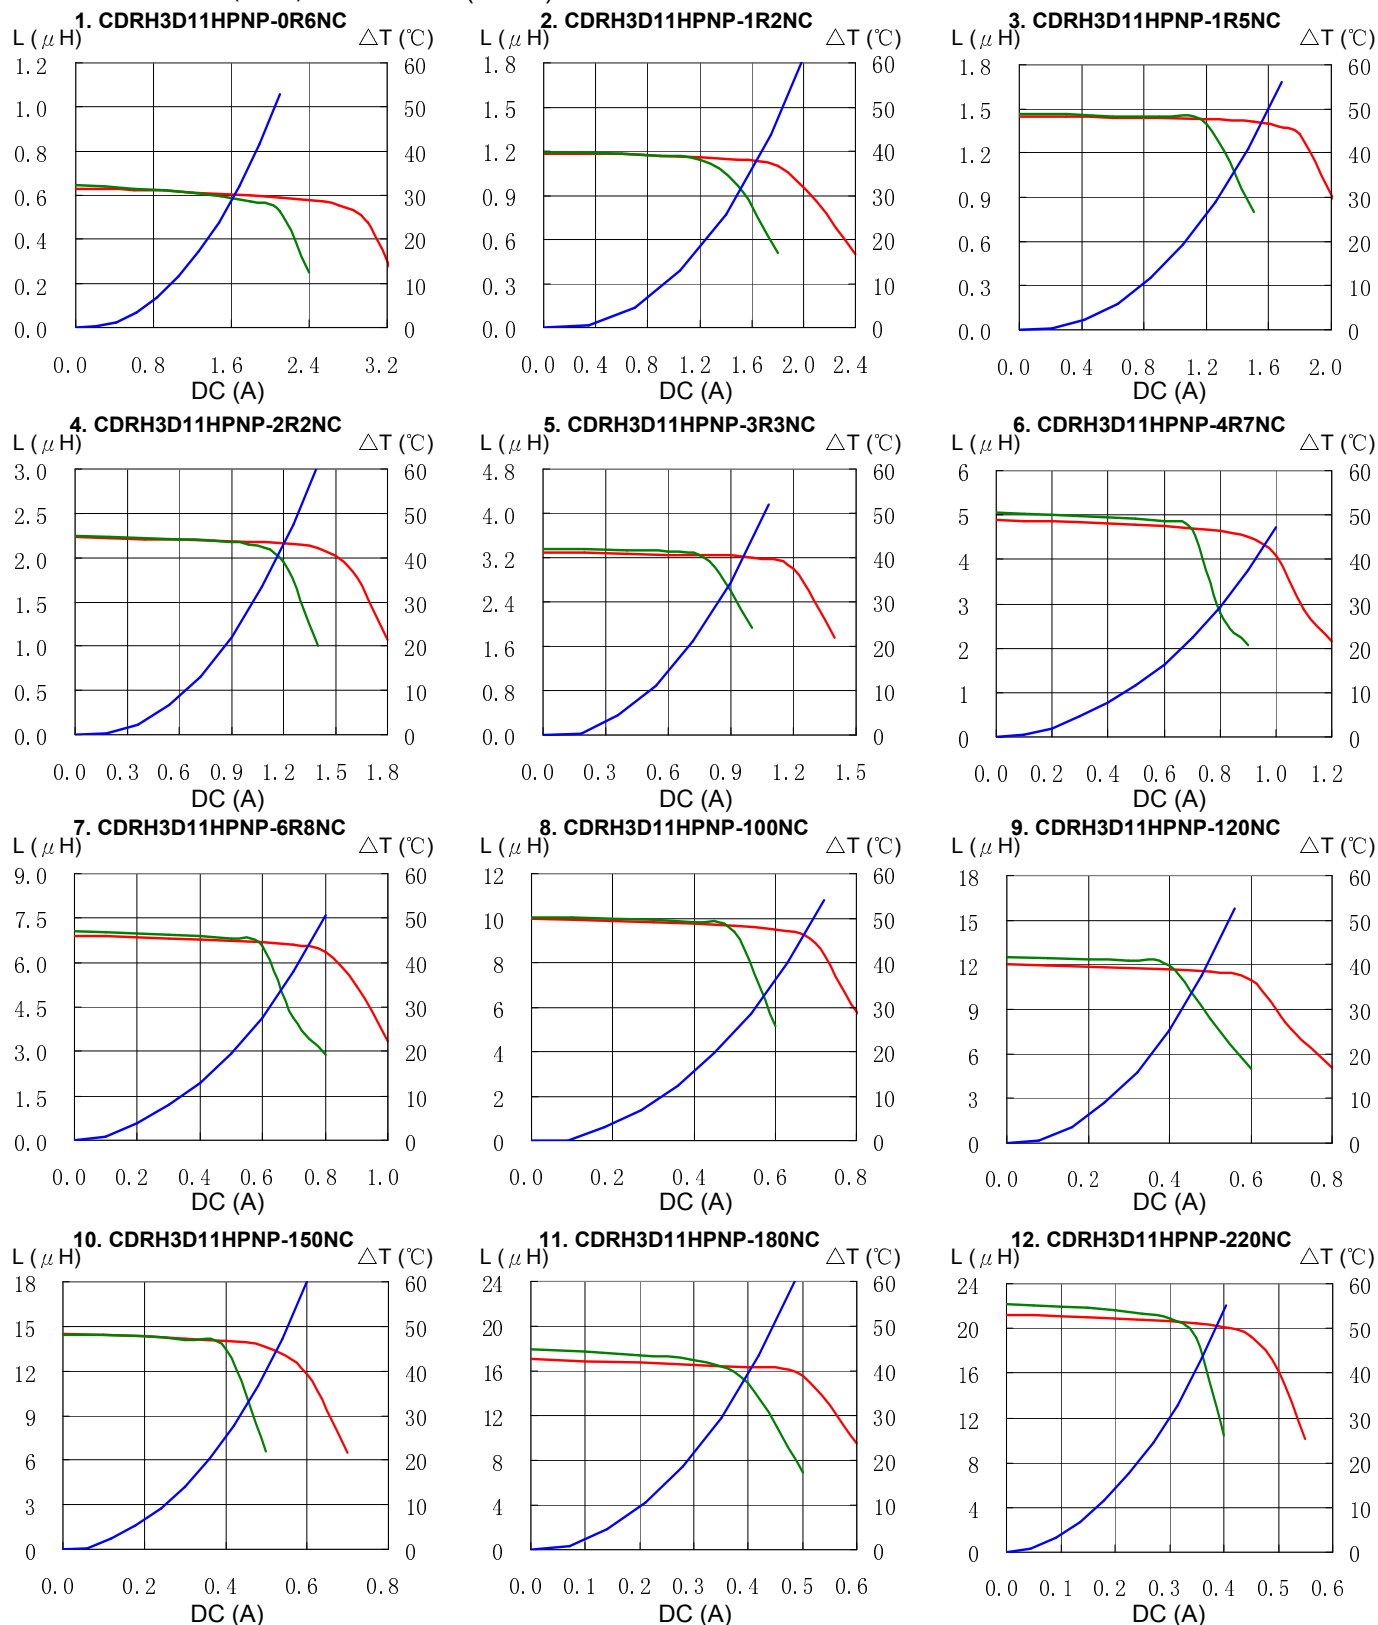 1. CDRH3D11HPNP-0R6NC
L (μH) △T (℃)
1.2 60
1.0 50
0.8 40
0.6 30
0.4 20
0.2 10
0.0 0
0.0 0.8 1.6 2.4 3.2
DC (A)
2. CDRH3D11HPNP-1R2NC
L (μH) △T (℃)
1.8 60
1.5 50
1.2 40
0.9 30
0.6 20
0.3 10
0.0 0
0.0 0.4 0.8 1.2 1.6 2.0 2.4
DC (A)
3. CDRH3D11HPNP-1R5NC
L (μH) △T (℃)
1.8 60
1.5 50
1.2 40
0.9 30
0.6 20
0.3 10
0.0 0
0.0 0.4 0.8 1.2 1.6 2.0
DC (A)
4. CDRH3D11HPNP-2R2NC
L (μH) △T (℃)
3.0 60
2.5 50
2.0 40
1.5 30
1.0 20
0.5 10
0.0 0
0.0 0.3 0.6 0.9 1.2 1.5 1.8
DC (A)
5. CDRH3D11HPNP-3R3NC
L (μH) △T (℃)
4.8 60
4.0 50
3.2 40
2.4 30
1.6 20
0.8 10
0.0 0
0.0 0.3 0.6 0.9 1.2 1.5
DC (A)
6. CDRH3D11HPNP-4R7NC
L (μH) △T (℃)
6 60
5 50
4 40
3 30
2 20
1 10
0 0
0.0 0.2 0.4 0.6 0.8 1.0 1.2
DC (A)
7. CDRH3D11HPNP-6R8NC
L (μH) △T (℃)
9.0 60
7.5 50
6.0 40
4.5 30
3.0 20
1.5 10
0.0 0
0.0 0.2 0.4 0.6 0.8 1.0
DC (A)
8. CDRH3D11HPNP-100NC
L (μH) △T (℃)
12 60
10 50
8 40
6 30
4 20
2 10
0 0
0.0 0.2 0.4 0.6 0.8
DC (A)
9. CDRH3D11HPNP-120NC
L (μH) △T (℃)
18 60
15 50
12 40
9 30
6 20
3 10
0 0
0.0 0.2 0.4 0.6 0.8
DC (A)
10. CDRH3D11HPNP-150NC
L (μH) △T (℃)
18 60
15 50
12 40
9 30
6 20
3 10
0 0
0.0 0.2 0.4 0.6 0.8
DC (A)
11. CDRH3D11HPNP-180NC
L (μH) △T (℃)
24 60
20 50
16 40
12 30
8 20
4 10
0 0
0.0 0.1 0.2 0.3 0.4 0.5 0.6
DC (A)
12. CDRH3D11HPNP-220NC
L (μH) △T (℃)
24 60
20 50
16 40
12 30
8 20
4 10
0 0
0.0 0.1 0.2 0.3 0.4 0.5 0.6
DC (A)